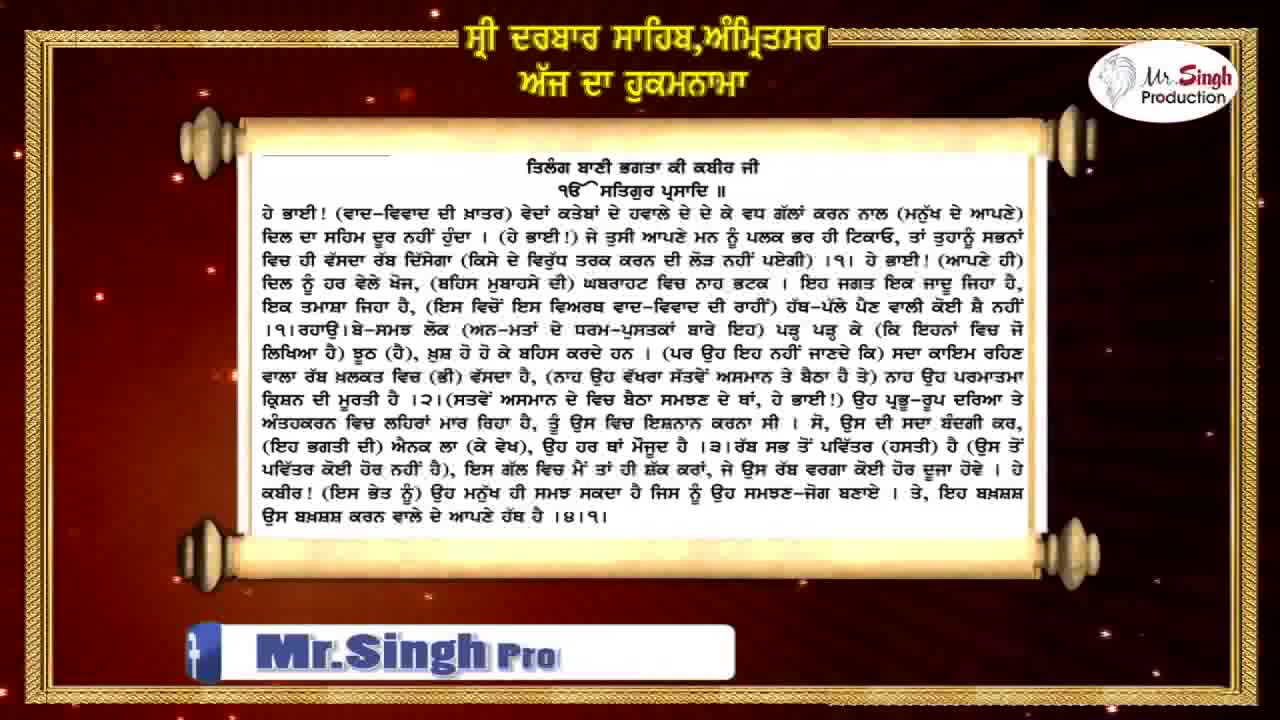 ਸ੍ਰੀ ਦਰਬਾਰ ਸਾਹਿਬ,ਅੰਮ੍ਰਿਤਸਰ
ਅੱਜ ਦਾ ਹੁਕਮਨਾਮਾ
Mr.Singh
Production
ਤਿਲੰਗ ਬਾਣੀ ਭਗਤਾ ਕੀ ਕਬੀਰ ਜੀ
ੴ ਸਤਿਗੁਰ ਪ੍ਰਸਾਦਿ ॥
ਹੇ ਭਾਈ! (ਵਾਦ-ਵਿਵਾਦ ਦੀ ਖ਼ਾਤਰ) ਵੇਦਾਂ ਕਤੇਬਾਂ ਦੇ ਹਵਾਲੇ ਦੇ ਦੇ ਕੇ ਵਧ ਗੱਲਾਂ ਕਰਨ ਨਾਲ (ਮਨੁੱਖ ਦੇ ਆਪਣੇ)
ਦਿਲ ਦਾ ਸਹਿਮ ਦੂਰ ਨਹੀਂ ਹੁੰਦਾ । (ਹੇ ਭਾਈ!) ਜੇ ਤੁਸੀ ਆਪਣੇ ਮਨ ਨੂੰ ਪਲਕ ਭਰ ਹੀ ਟਿਕਾਓ, ਤਾਂ ਤੁਹਾਨੂੰ ਸਭਨਾਂ
ਵਿਚ ਹੀ ਵੱਸਦਾ ਰੱਬ ਦਿੱਸੇਗਾ (ਕਿਸੇ ਦੇ ਵਿਰੁੱਧ ਤਰਕ ਕਰਨ ਦੀ ਲੋੜ ਨਹੀਂ ਪਏਗੀ) ।੧। ਹੇ ਭਾਈ! (ਆਪਣੇ ਹੀ)
ਦਿਲ ਨੂੰ ਹਰ ਵੇਲੇ ਖੋਜ, (ਬਹਿਸ ਮੁਬਾਹਸੇ ਦੀ) ਘਬਰਾਹਟ ਵਿਚ ਨਾਹ ਭਟਕ । ਇਹ ਜਗਤ ਇਕ ਜਾਦੂ ਜਿਹਾ ਹੈ,
ਇਕ ਤਮਾਸ਼ਾ ਜਿਹਾ ਹੈ, (ਇਸ ਵਿਚੋਂ ਇਸ ਵਿਅਰਥ ਵਾਦ-ਵਿਵਾਦ ਦੀ ਰਾਹੀਂ) ਹੱਥ-ਪੱਲੇ ਪੈਣ ਵਾਲੀ ਕੋਈ ਸ਼ੈ ਨਹੀਂ
।੧।ਰਹਾਉ।ਬੇ-ਸਮਝ ਲੋਕ (ਅਨ-ਮਤਾਂ ਦੇ ਧਰਮ-ਪੁਸਤਕਾਂ ਬਾਰੇ ਇਹ) ਪੜ੍ਹ ਪੜ੍ਹ ਕੇ (ਕਿ ਇਹਨਾਂ ਵਿਚ ਜੋ
ਲਿਖਿਆ ਹੈ) ਝੂਠ (ਹੈ), ਖ਼ੁਸ਼ ਹੋ ਹੋ ਕੇ ਬਹਿਸ ਕਰਦੇ ਹਨ । (ਪਰ ਉਹ ਇਹ ਨਹੀਂ ਜਾਣਦੇ ਕਿ) ਸਦਾ ਕਾਇਮ ਰਹਿਣ
ਵਾਲਾ ਰੱਬ ਖ਼ਲਕਤ ਵਿਚ (ਭੀ) ਵੱਸਦਾ ਹੈ, (ਨਾਹ ਉਹ ਵੱਖਰਾ ਸੱਤਵੇਂ ਅਸਮਾਨ ਤੇ ਬੈਠਾ ਹੈ ਤੇ) ਨਾਹ ਉਹ ਪਰਮਾਤਮਾ
ਕ੍ਰਿਸ਼ਨ ਦੀ ਮੂਰਤੀ ਹੈ ।੨।(ਸਤਵੇਂ ਅਸਮਾਨ ਦੇ ਵਿਚ ਬੈਠਾ ਸਮਝਣ ਦੇ ਥਾਂ, ਹੇ ਭਾਈ!) ਉਹ ਪ੍ਰਭੂ-ਰੂਪ ਦਰਿਆ ਤੇ
ਅੰਤਹਕਰਨ ਵਿਚ ਲਹਿਰਾਂ ਮਾਰ ਰਿਹਾ ਹੈ, ਤੂੰ ਉਸ ਵਿਚ ਇਸ਼ਨਾਨ ਕਰਨਾ ਸੀ । ਸੋ, ਉਸ ਦੀ ਸਦਾ ਬੰਦਗੀ ਕਰ,
(ਇਹ ਭਗਤੀ ਦੀ) ਐਨਕ ਲਾ (ਕੇ ਵੇਖ), ਉਹ ਹਰ ਥਾਂ ਮੌਜੂਦ ਹੈ ।੩।ਰੱਬ ਸਭ ਤੋਂ ਪਵਿੱਤਰ (ਹਸਤੀ) ਹੈ (ਉਸ ਤੋਂ
ਪਵਿੱਤਰ ਕੋਈ ਹੋਰ ਨਹੀਂ ਹੈ), ਇਸ ਗੱਲ ਵਿਚ ਮੈਂ ਤਾਂ ਹੀ ਸ਼ੱਕ ਕਰਾਂ, ਜੇ ਉਸ ਰੱਬ ਵਰਗਾ ਕੋਈ ਹੋਰ ਦੂਜਾ ਹੋਵੇ । ਹੇ
ਕਬੀਰ! (ਇਸ ਭੇਤ ਨੂੰ) ਉਹ ਮਨੁੱਖ ਹੀ ਸਮਝ ਸਕਦਾ ਹੈ ਜਿਸ ਨੂੰ ਉਹ ਸਮਝਣ-ਜੋਗ ਬਣਾਏ । ਤੇ, ਇਹ ਬਖ਼ਸ਼ਸ਼
ਉਸ ਬਖ਼ਸ਼ਸ਼ ਕਰਨ ਵਾਲੇ ਦੇ ਆਪਣੇ ਹੱਥ ਹੈ ।੪।੧।
Mr.Singh Pro